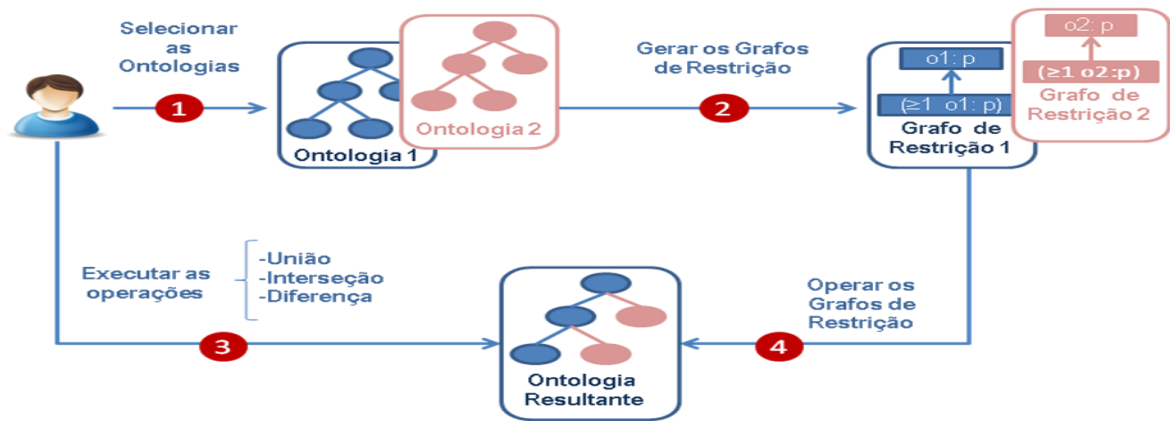 Selecionar
as
Ontologias
1
Ontologia 1
Ontologia 2
Gerar os Grafos
de Restrição
2
o1: p
(≥1 o1: p)
Grafo de
Restrição 1
o2: p
(≥1 o2:p)
Grafo de
Restrição 2
Executar as
operações
-União
-Interseção
-Diferença
3
Ontologia
Resultante
Operar os
Grafos de
Restrição
4